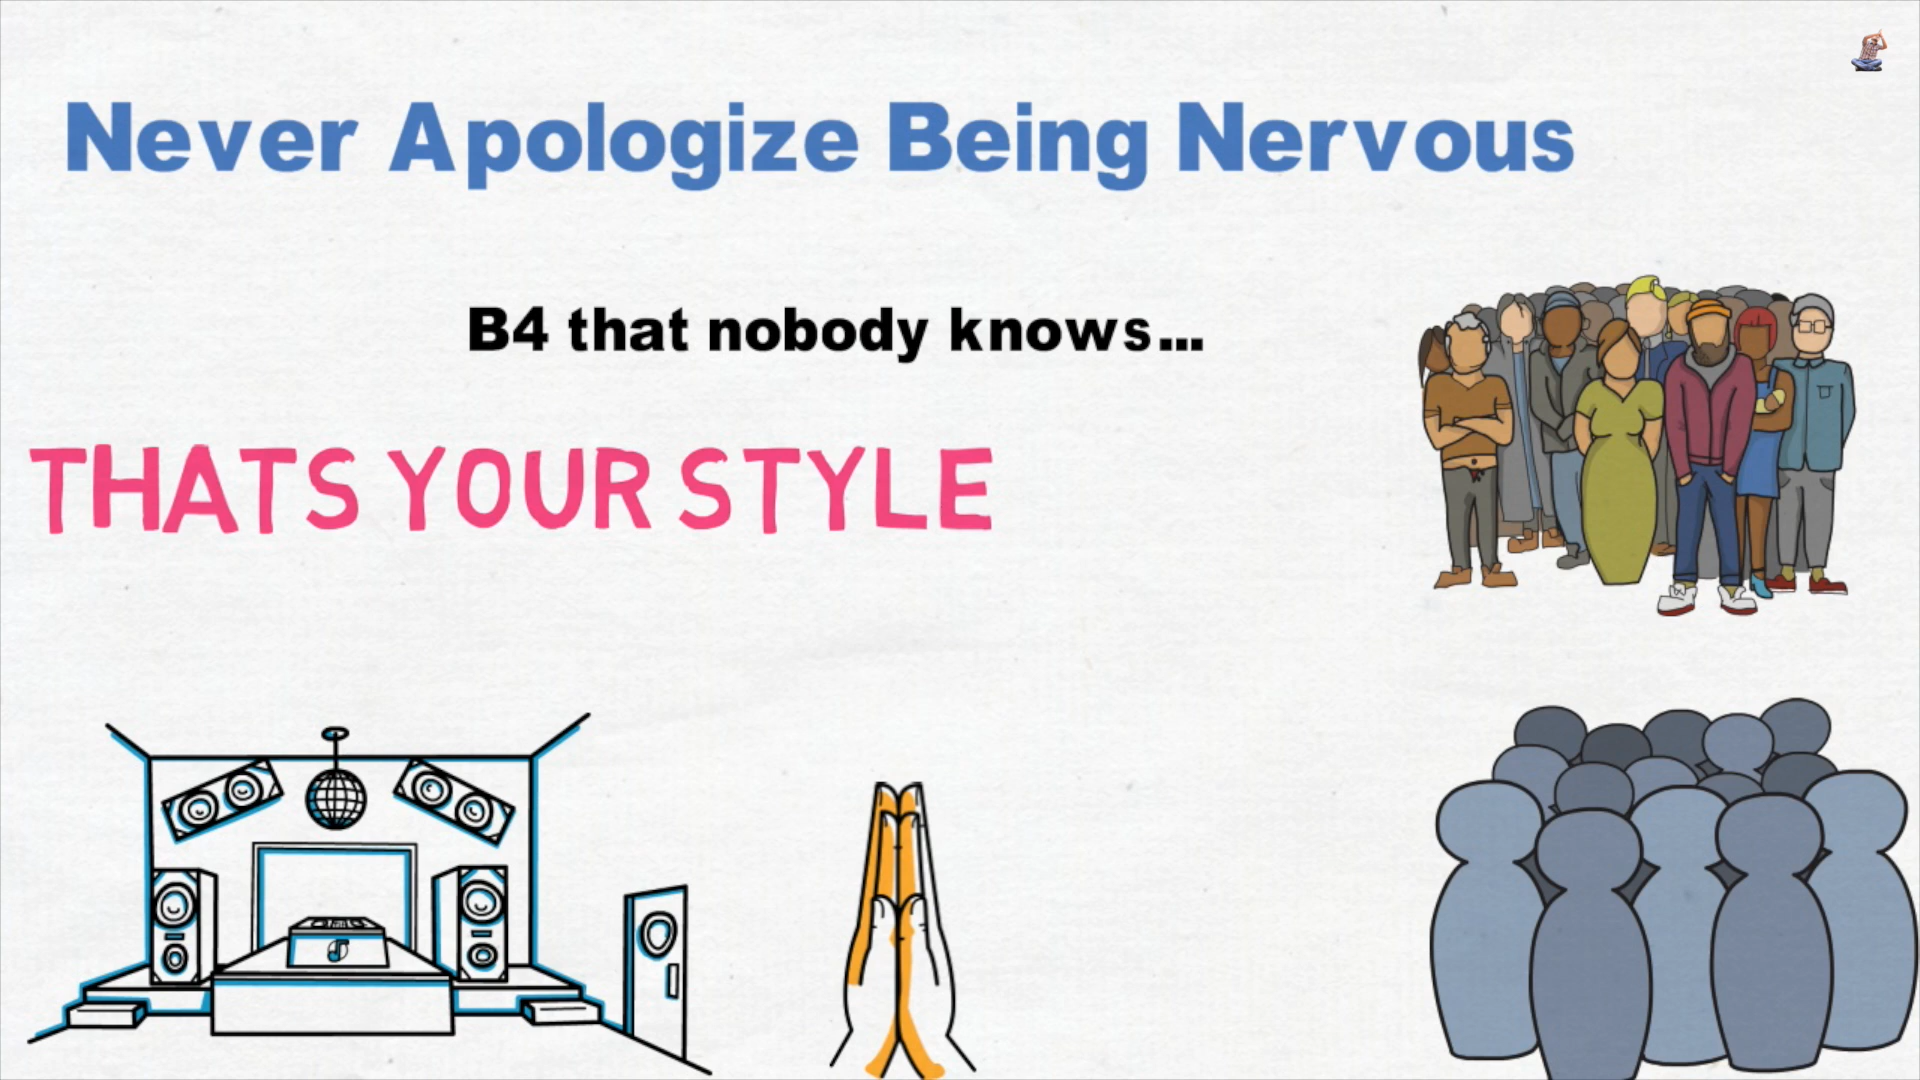 Never Apologize Being Nervous
B4 that nobody knows...
THATS YOUR STYLE